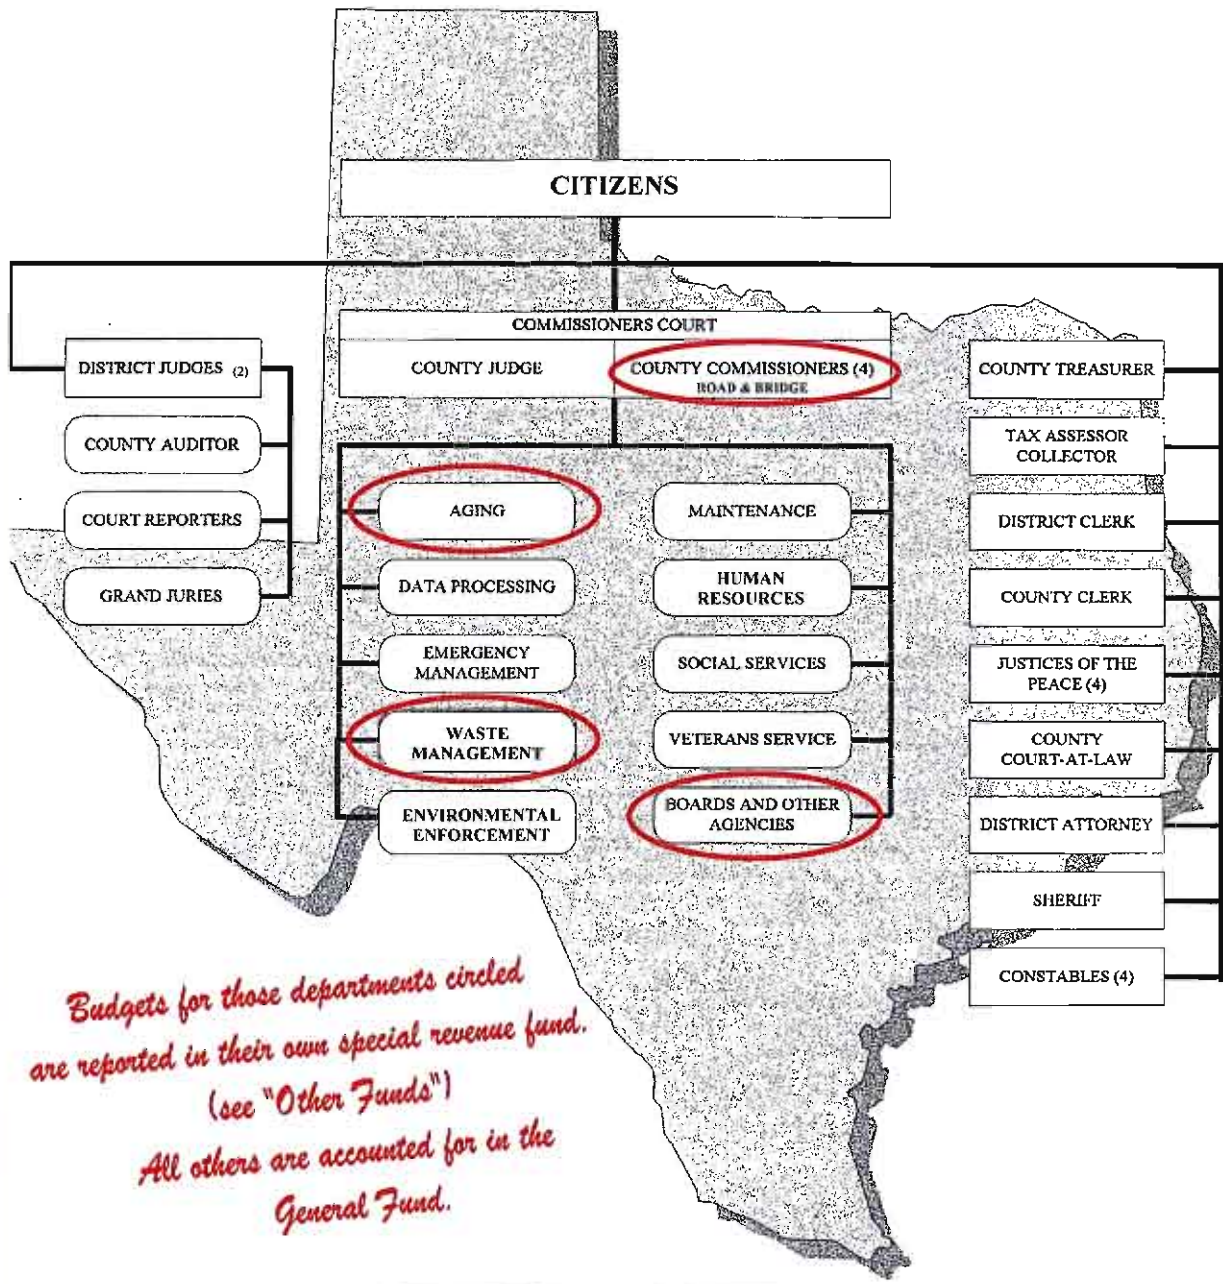 CITIZENS
COMMISSIONERS COURT
COUNTY JUDGE
COUNTY COMMISSIONERS (4)
ROAD & BRIDGE
DISTRICT JUDGES (2)
COUNTY AUDITOR
COURT REPORTERS
GRAND JURIES
AGING
DATA PROCESSING
EMERGENCY
MANAGEMENT
WASTE
MANAGEMENT
ENVIRONMENTAL
ENFORCEMENT
MAINTENANCE
HUMAN
RESOURCES
SOCIAL SERVICES
VETERANS SERVICE
BOARDS AND OTHER
AGENCIES
COUNTY TREASURER
TAX ASSESSOR
COLLECTOR
DISTRICT CLERK
COUNTY CLERK
JUSTICES OF THE
PEACE (4)
COUNTY
COURT-AT-LAW
DISTRICT ATTORNEY
SHERIFF
CONSTABLES (4)
Budgets for those departments circled
are reported in their own special revenue fund.
(see "Other Funds")
All others are accounted for in the
General Fund.